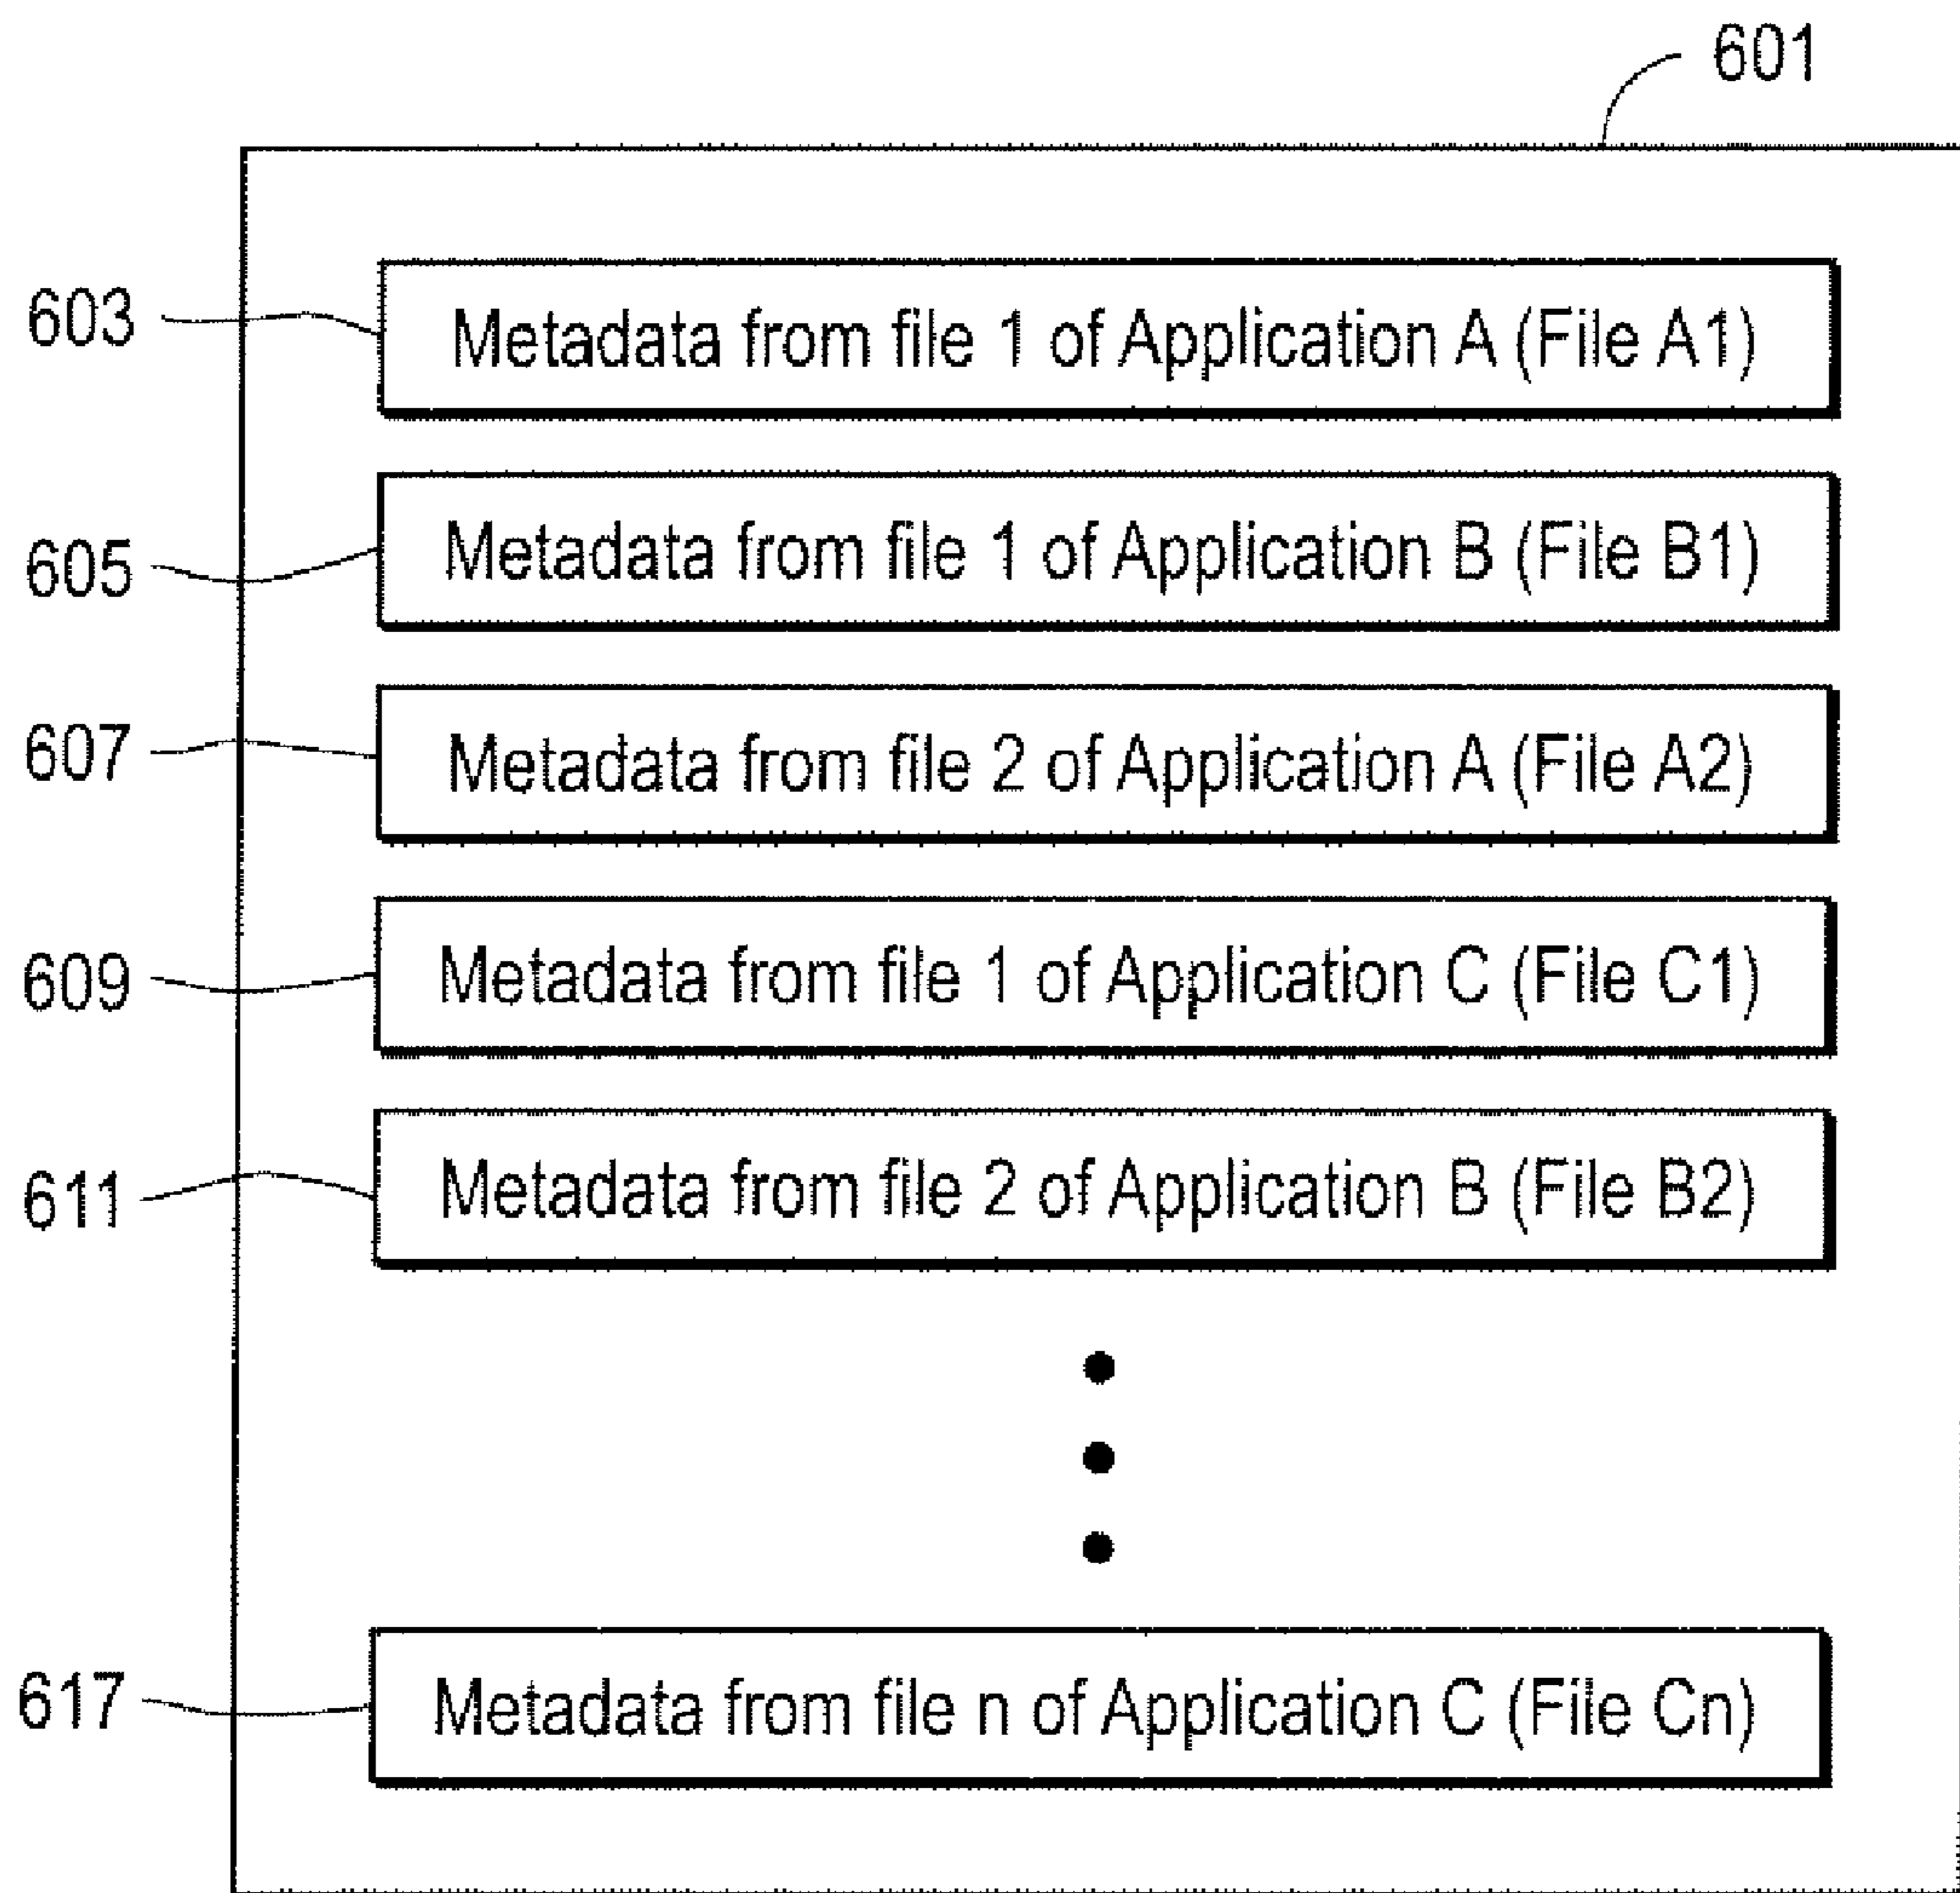 601
603 Metadata from file 1 of Application A (File A1)
605 Metadata from file 1 of Application B (File B1)
607 Metadata from file 2 of Application A (File A2)
609 Metadata from file 1 of Application C (File C1)
611 Metadata from file 2 of Application B (File B2)
617 Metadata from file n of Application C (File Cn)